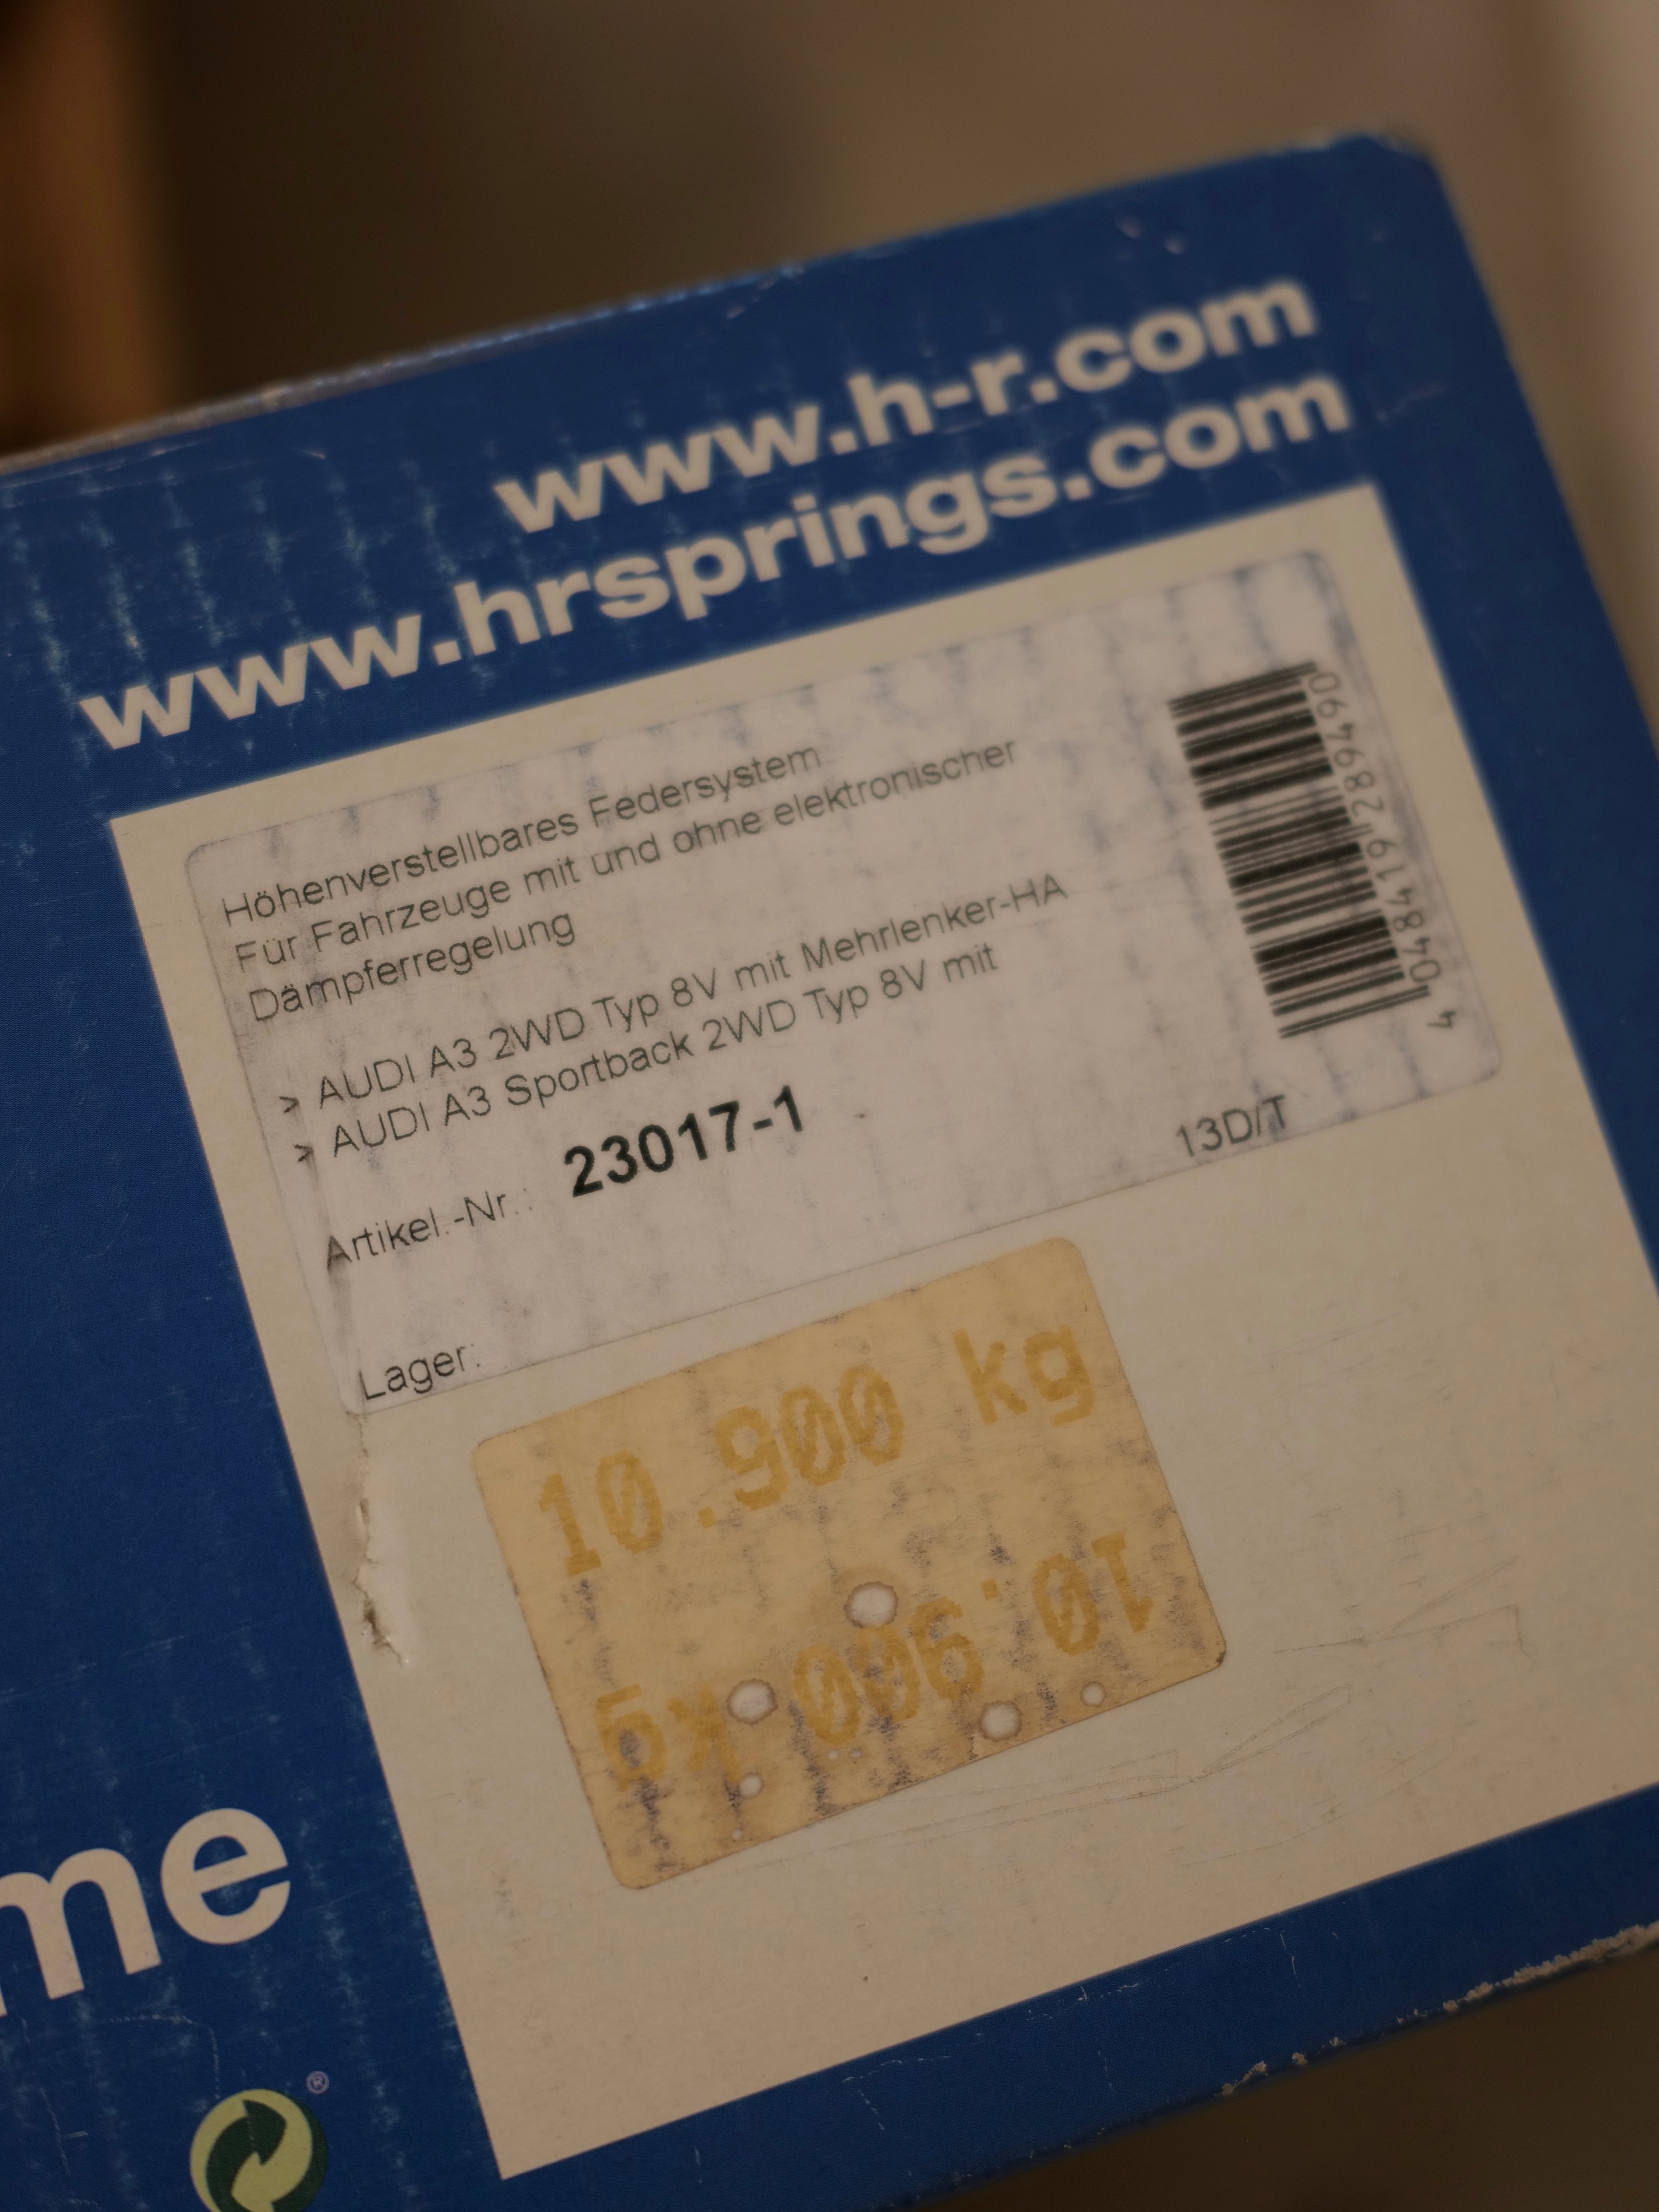 www.h-r.com
www.hrsprings.com
Höhenverstellbares Federsystem
Für Fahrzeuge mit und ohne elektronischer
Dämpferregelung
> AUDI A3 2WD Typ 8V mit Mehrlenker-HA
> AUDI A3 Sportback 2WD Typ 8V mit
Artikel.-Nr.: 23017-1
13D/T
Lager:
4 048419 289490
10.900 kg
10.900 kg
me
®